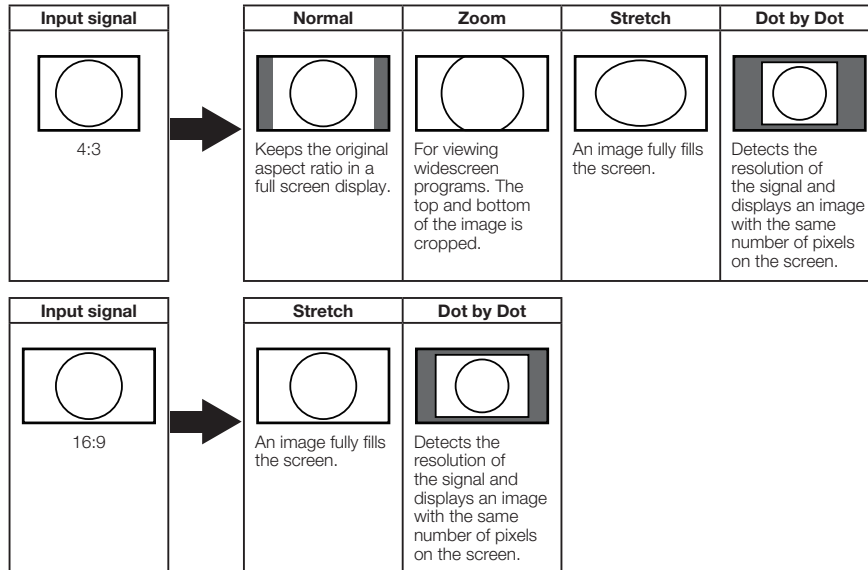 Input signal
4:3
Normal
Keeps the original
aspect ratio in a
full screen display.
Zoom
For viewing
widescreen
programs. The
top and bottom
of the image is
cropped.
Stretch
An image fully fills
the screen.
Dot by Dot
Detects the
resolution of
the signal and
displays an image
with the same
number of pixels
on the screen.
Input signal
16:9
Stretch
An image fully fills
the screen.
Dot by Dot
Detects the
resolution of
the signal and
displays an image
with the same
number of pixels
on the screen.